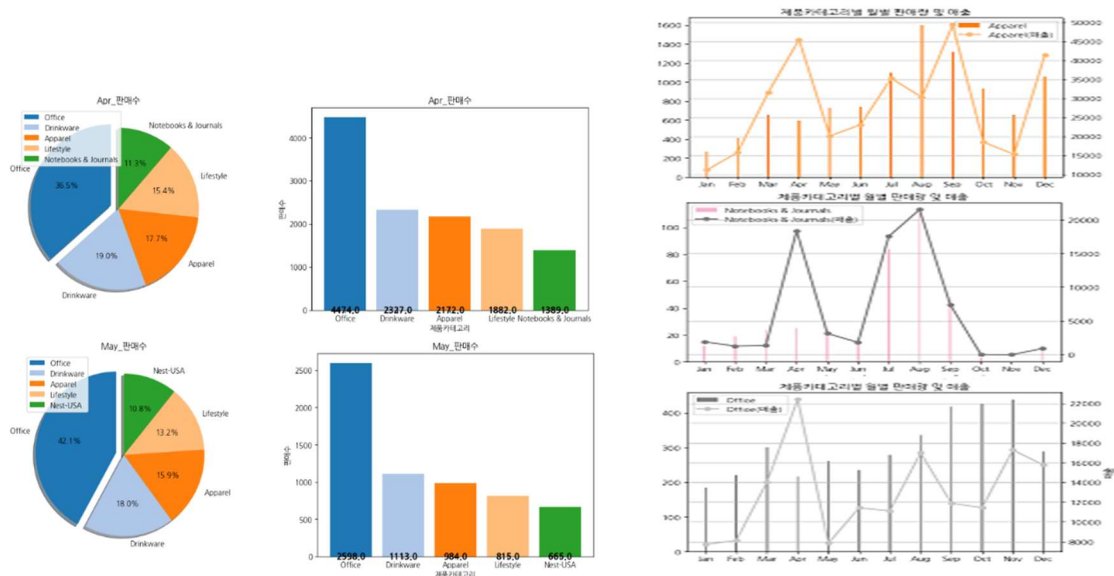 Apr_판매수
Office
Drinkware
Apparel
Lifestyle
Notebooks & Journals
Notebooks & Journals
11.3%
Office
36.5%
Lifestyle
15.4%
17.7%
Apparel
19.0%
Drinkware
Apr_판매수
판매수
4000
3000
2000
1000
0
4474.0
2327.0
2172.0
1882.0
1389.0
Office
Drinkware
Apparel
Lifestyle
Notebooks & Journals
제품카테고리
May_판매수
Office
Drinkware
Apparel
Lifestyle
Nest-USA
Nest-USA
10.8%
Office
42.1%
Lifestyle
13.2%
15.9%
Apparel
18.0%
Drinkware
May_판매수
판매수
2500
2000
1500
1000
500
0
2598.0
1113.0
984.0
815.0
665.0
Office
Drinkware
Apparel
Lifestyle
Nest-USA
제품카테고리
제품카테고리별 월별 판매량 및 매출
Apparel
Apparel(매출)
1600
1400
1200
1000
800
600
400
200
0
50000
45000
40000
35000
30000
25000
20000
15000
10000
Jan Feb Mar Apr May Jun Jul Aug Sep Oct Nov Dec
제품카테고리별 월별 판매량 및 매출
Notebooks & Journals
Notebooks & Journals(매출)
100
80
60
40
20
0
20000
15000
10000
5000
0
Jan Feb Mar Apr May Jun Jul Aug Sep Oct Nov Dec
제품카테고리별 월별 판매량 및 매출
Office
Office(매출)
400
300
200
100
0
22000
20000
18000
16000
14000
12000
10000
8000
Jan Feb Mar Apr May Jun Jul Aug Sep Oct Nov Dec